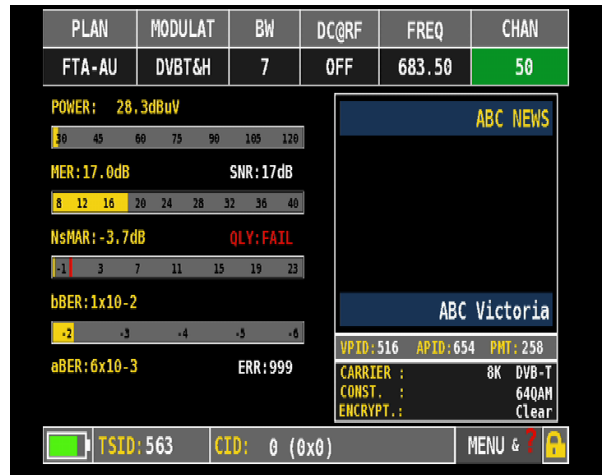 PLAN MODULAT BW DC@RF FREQ CHAN
FTA-AU DVBT&H 7 OFF 683.50 50
POWER: 28.3dBuV
30 45 60 75 90 105 120
MER:17.0dB SNR:17dB
8 12 16 20 24 28 32 36 40
NsMAR:-3.7dB QLY:FAIL
-1 3 7 11 15 19 23
bBER:1x10-2
-2 -3 -4 -5 -6
aBER:6x10-3 ERR:999
ABC NEWS
ABC Victoria
VPID:516 APID:654 PMT:258
CARRIER : 8K DVB-T
CONST. : 64QAM
ENCRYPT.: Clear
TSID:563 CID: 0 (0x0) MENU & ?